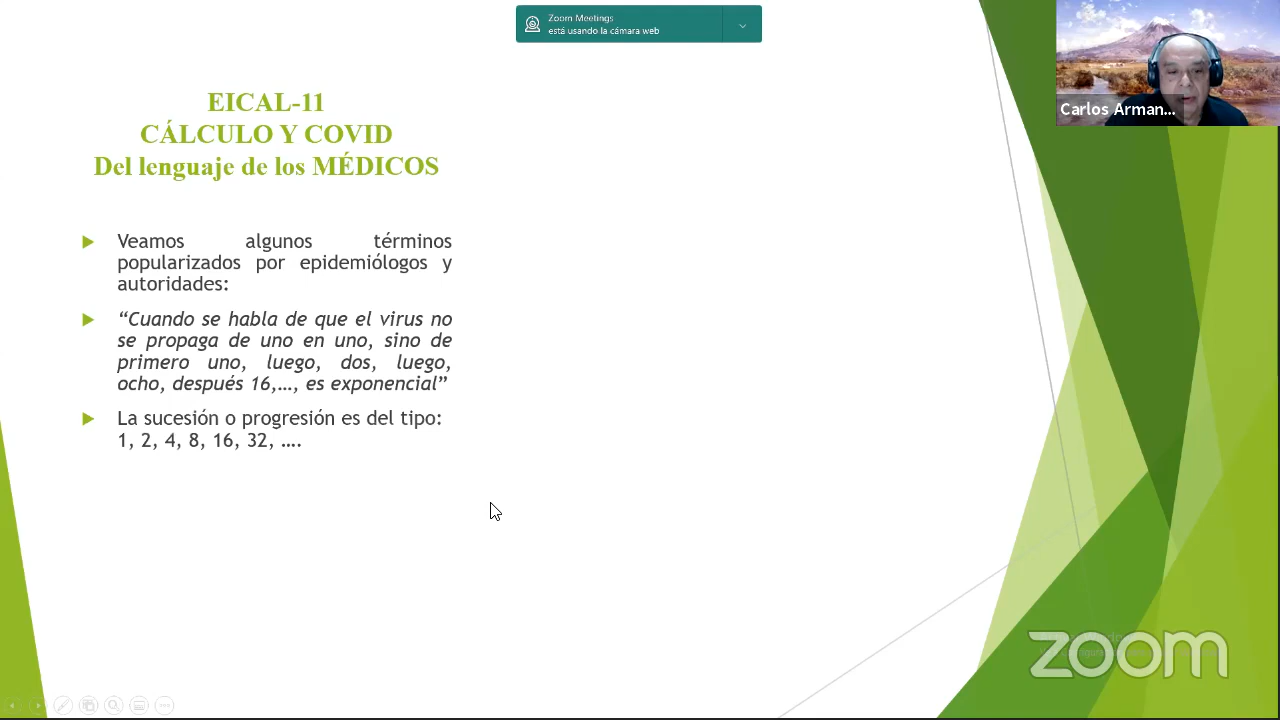 Zoom Meetings
está usando la cámara web
Carlos Arman...
EICAL-11
CÁLCULO Y COVID
Del lenguaje de los MÉDICOS
Veamos algunos términos
popularizados por epidemiólogos y
autoridades:
“Cuando se habla de que el virus no
se propaga de uno en uno, sino de
primero uno, luego, dos, luego,
ocho, después 16,…, es exponencial”
La sucesión o progresión es del tipo:
1, 2, 4, 8, 16, 32, ….
zoom